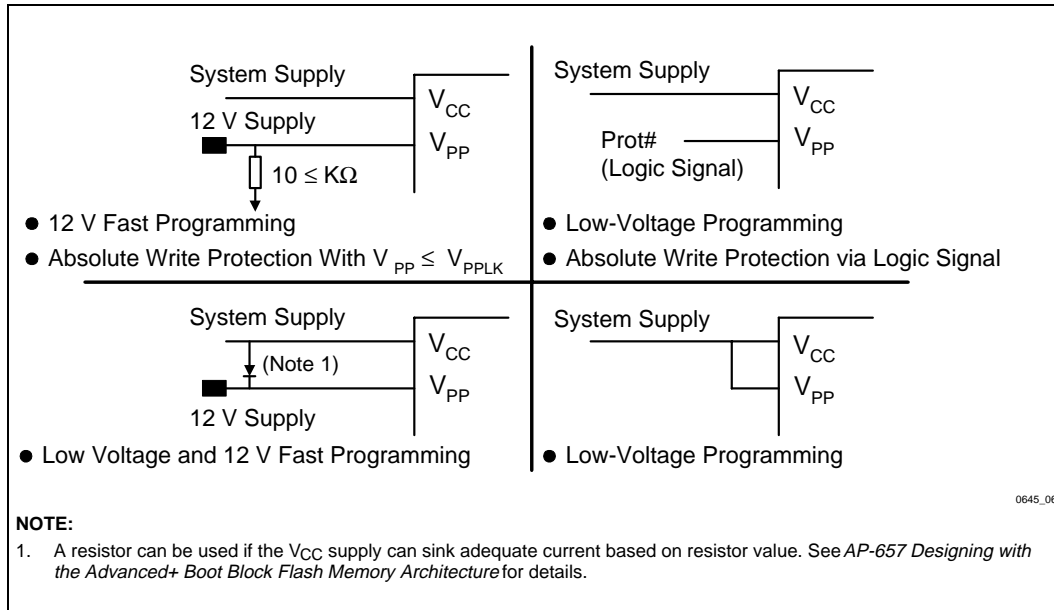 System Supply
V_CC
12 V Supply
V_PP
10 ≤ KΩ
● 12 V Fast Programming
● Absolute Write Protection With V_PP ≤ V_PPLK
System Supply
V_CC
Prot#
V_PP
(Logic Signal)
● Low-Voltage Programming
● Absolute Write Protection via Logic Signal
System Supply
V_CC
(Note 1)
V_PP
12 V Supply
● Low Voltage and 12 V Fast Programming
System Supply
V_CC
V_PP
● Low-Voltage Programming
0645_06
NOTE:
1. A resistor can be used if the VCC supply can sink adequate current based on resistor value. See AP-657 Designing with
the Advanced+ Boot Block Flash Memory Architecture for details.